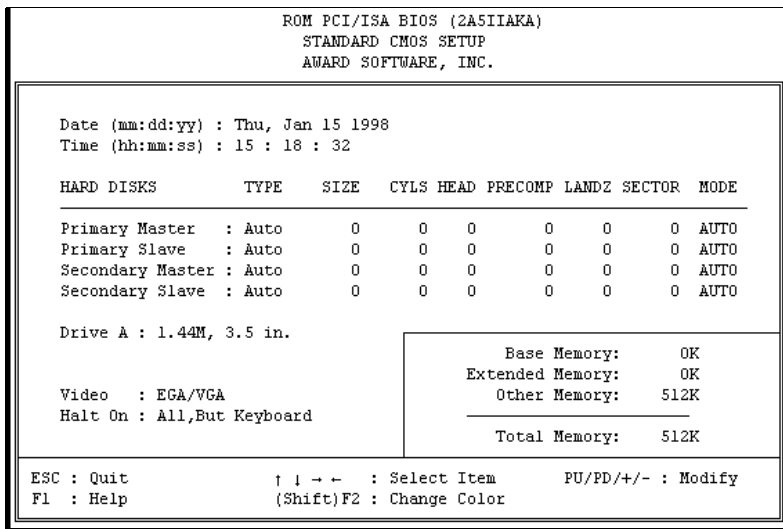 ROM PCI/ISA BIOS (2A5IIAKA)
STANDARD CMOS SETUP
AWARD SOFTWARE, INC.
Date (mm:dd:yy) : Thu, Jan 15 1998
Time (hh:mm:ss) : 15 : 18 : 32
HARD DISKS TYPE SIZE CYLS HEAD PRECOMP LANDZ SECTOR MODE
Primary Master : Auto 0 0 0 0 0 0 AUTO
Primary Slave : Auto 0 0 0 0 0 0 AUTO
Secondary Master : Auto 0 0 0 0 0 0 AUTO
Secondary Slave : Auto 0 0 0 0 0 0 AUTO
Drive A : 1.44M, 3.5 in.
Video : EGA/VGA
Halt On : All,But Keyboard
Base Memory: 0K
Extended Memory: 0K
Other Memory: 512K
Total Memory: 512K
ESC : Quit ↑ ↓ → ← : Select Item PU/PD/+/- : Modify
F1 : Help (Shift)F2 : Change Color